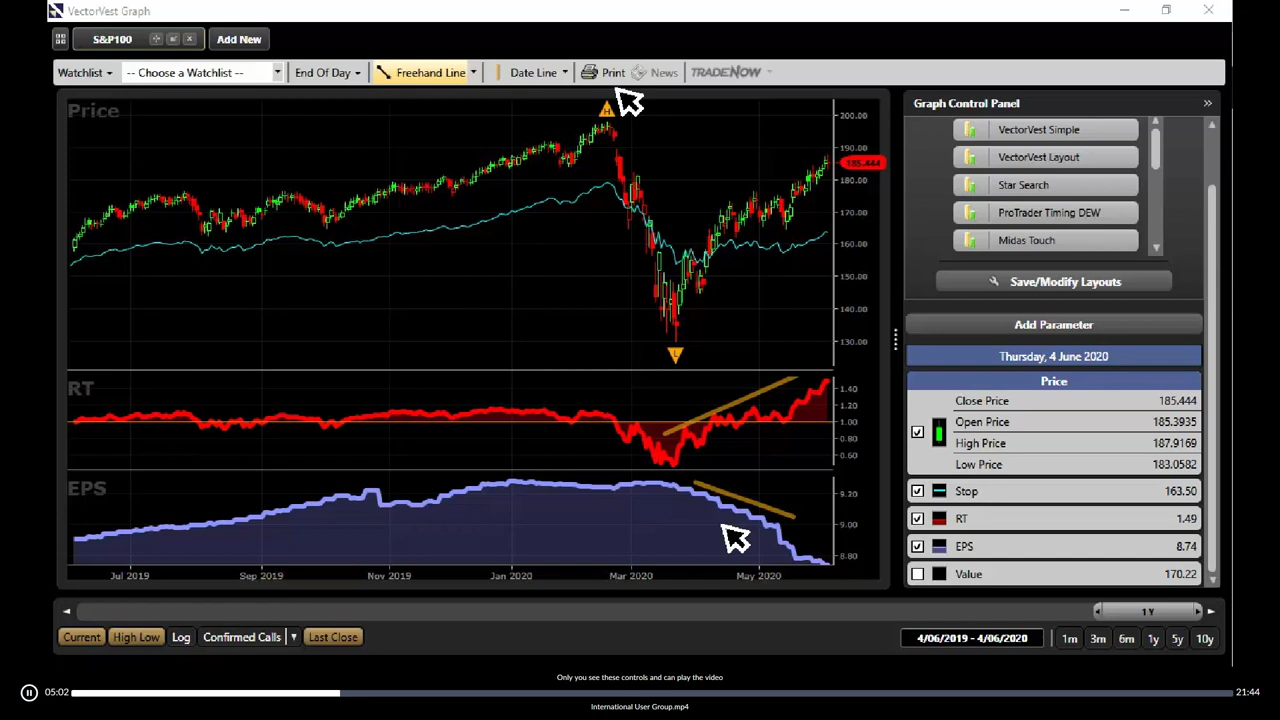 VectorVest Graph
S&P100 Add New
Watchlist -- Choose a Watchlist -- End Of Day Freehand Line Date Line Print News TRADENOW
Price
H
200.00
190.00
185.444
180.00
170.00
160.00
150.00
140.00
130.00
L
RT
1.40
1.20
1.00
0.80
0.60
EPS
9.20
9.00
8.80
Jul 2019 Sep 2019 Nov 2019 Jan 2020 Mar 2020 May 2020
Graph Control Panel »
VectorVest Simple
VectorVest Layout
Star Search
ProTrader Timing DEW
Midas Touch
Save/Modify Layouts
Add Parameter
Thursday, 4 June 2020
Price
Close Price 185.444
Open Price 185.3935
High Price 187.9169
Low Price 183.0582
Stop 163.50
RT 1.49
EPS 8.74
Value 170.22
1 Y
Current High Low Log Confirmed Calls Last Close 4/06/2019 - 4/06/2020 1m 3m 6m 1y 5y 10y
Only you see these controls and can play the video
05:02 21:44
International User Group.mp4